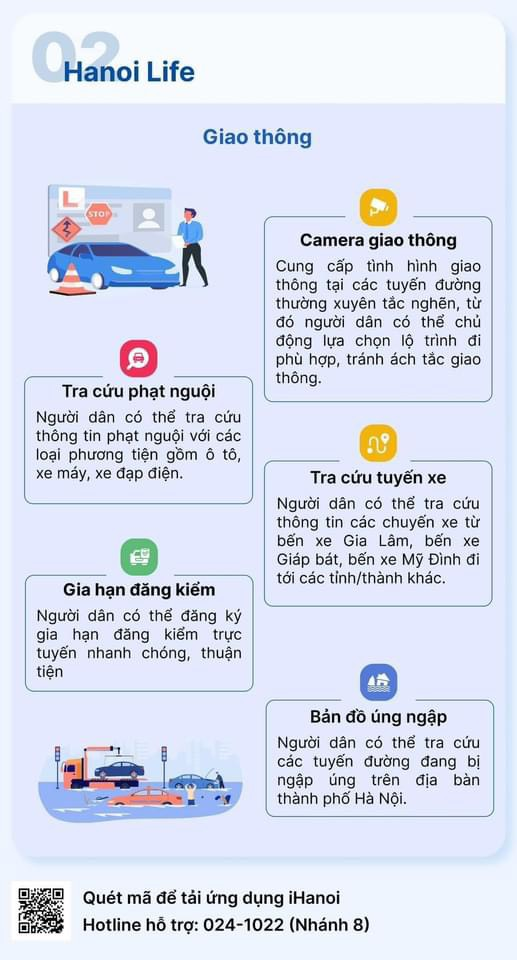 02
Hanoi Life
Giao thông
L
STOP
Camera giao thông
Cung cấp tình hình giao
thông tại các tuyến đường
thường xuyên tắc nghẽn, từ
đó người dân có thể chủ
động lựa chọn lộ trình đi
phù hợp, tránh ách tắc giao
thông.
Tra cứu phạt nguội
Người dân có thể tra cứu
thông tin phạt nguội với các
loại phương tiện gồm ô tô,
xe máy, xe đạp điện.
Tra cứu tuyến xe
Người dân có thể tra cứu
thông tin các chuyến xe từ
bến xe Gia Lâm, bến xe
Giáp bát, bến xe Mỹ Đình đi
tới các tỉnh/thành khác.
Gia hạn đăng kiểm
Người dân có thể đăng ký
gia hạn đăng kiểm trực
tuyến nhanh chóng, thuận
tiện
Bản đồ úng ngập
Người dân có thể tra cứu
các tuyến đường đang bị
ngập úng trên địa bàn
thành phố Hà Nội.
Quét mã để tải ứng dụng iHanoi
Hotline hỗ trợ: 024-1022 (Nhánh 8)